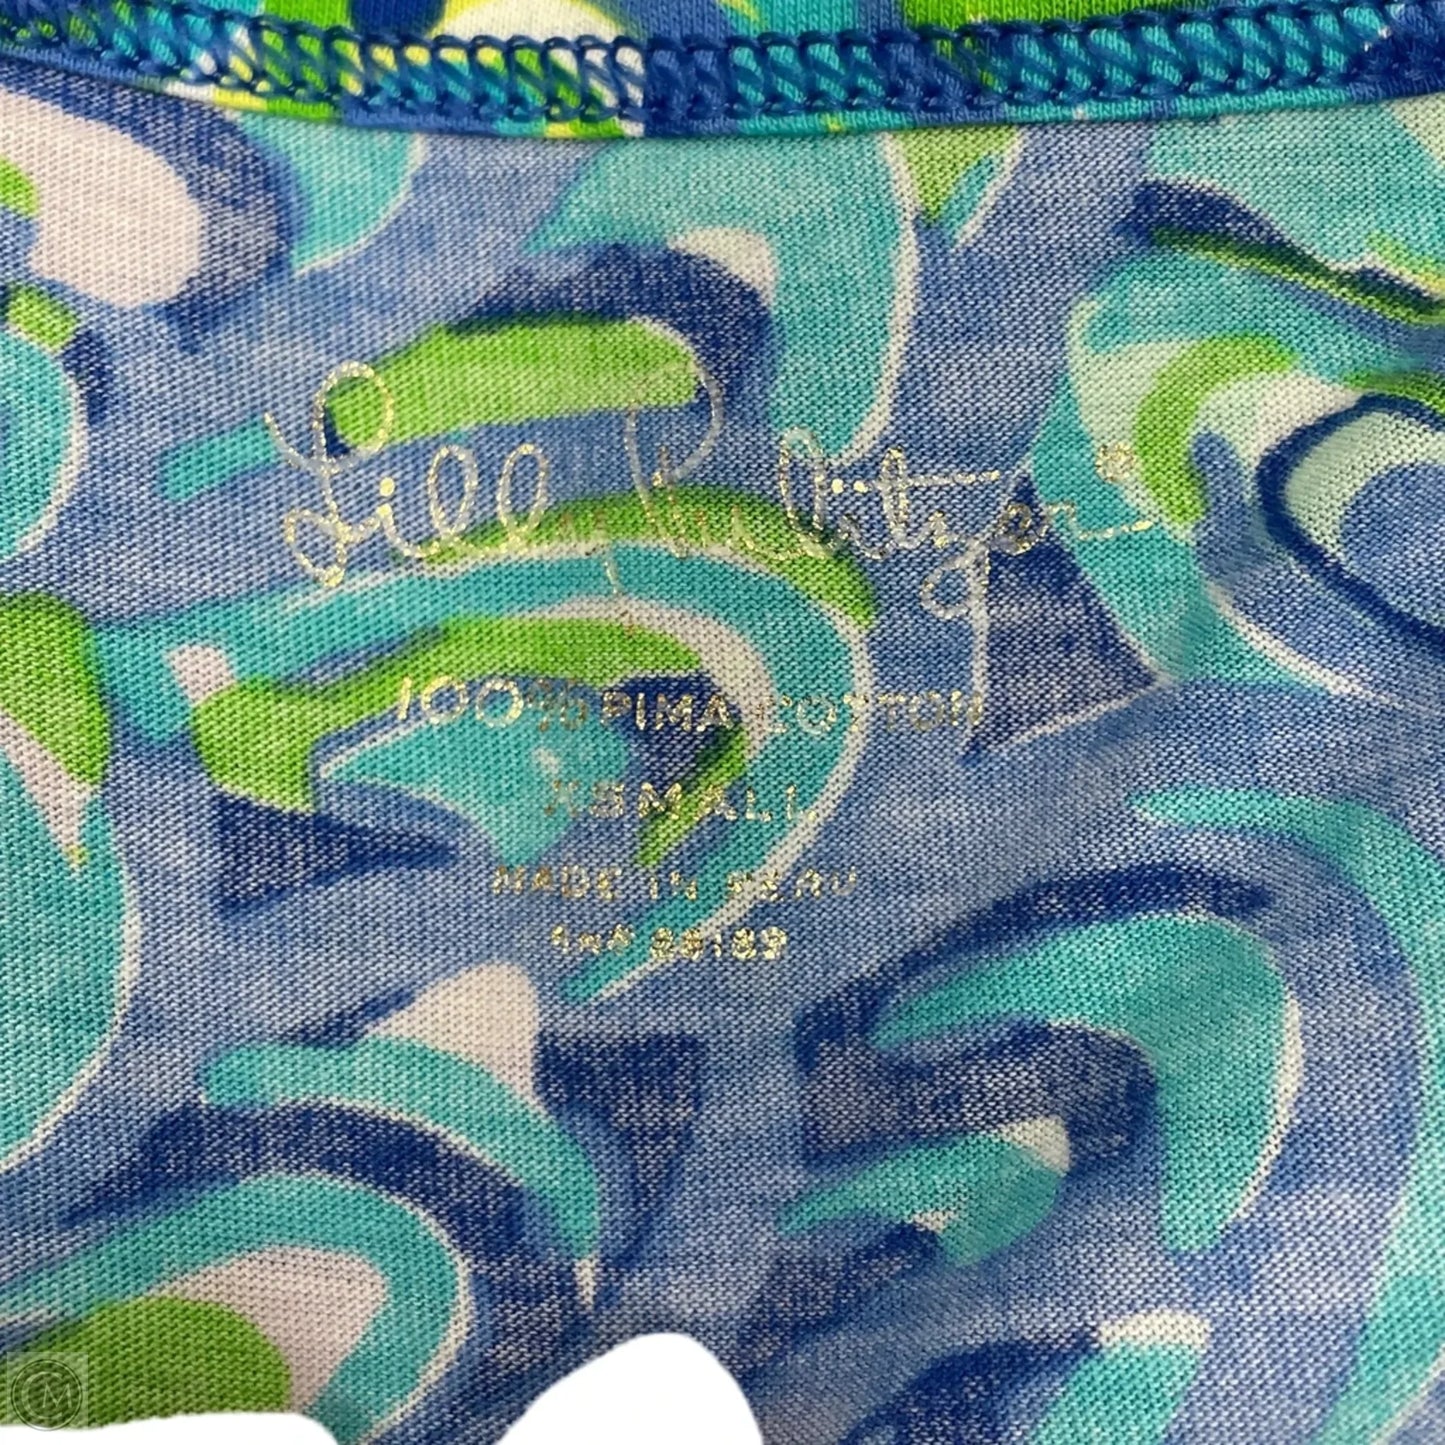 Lilly Pulitzer®
100% PIMA COTTON
XSMALL
MADE IN PERU